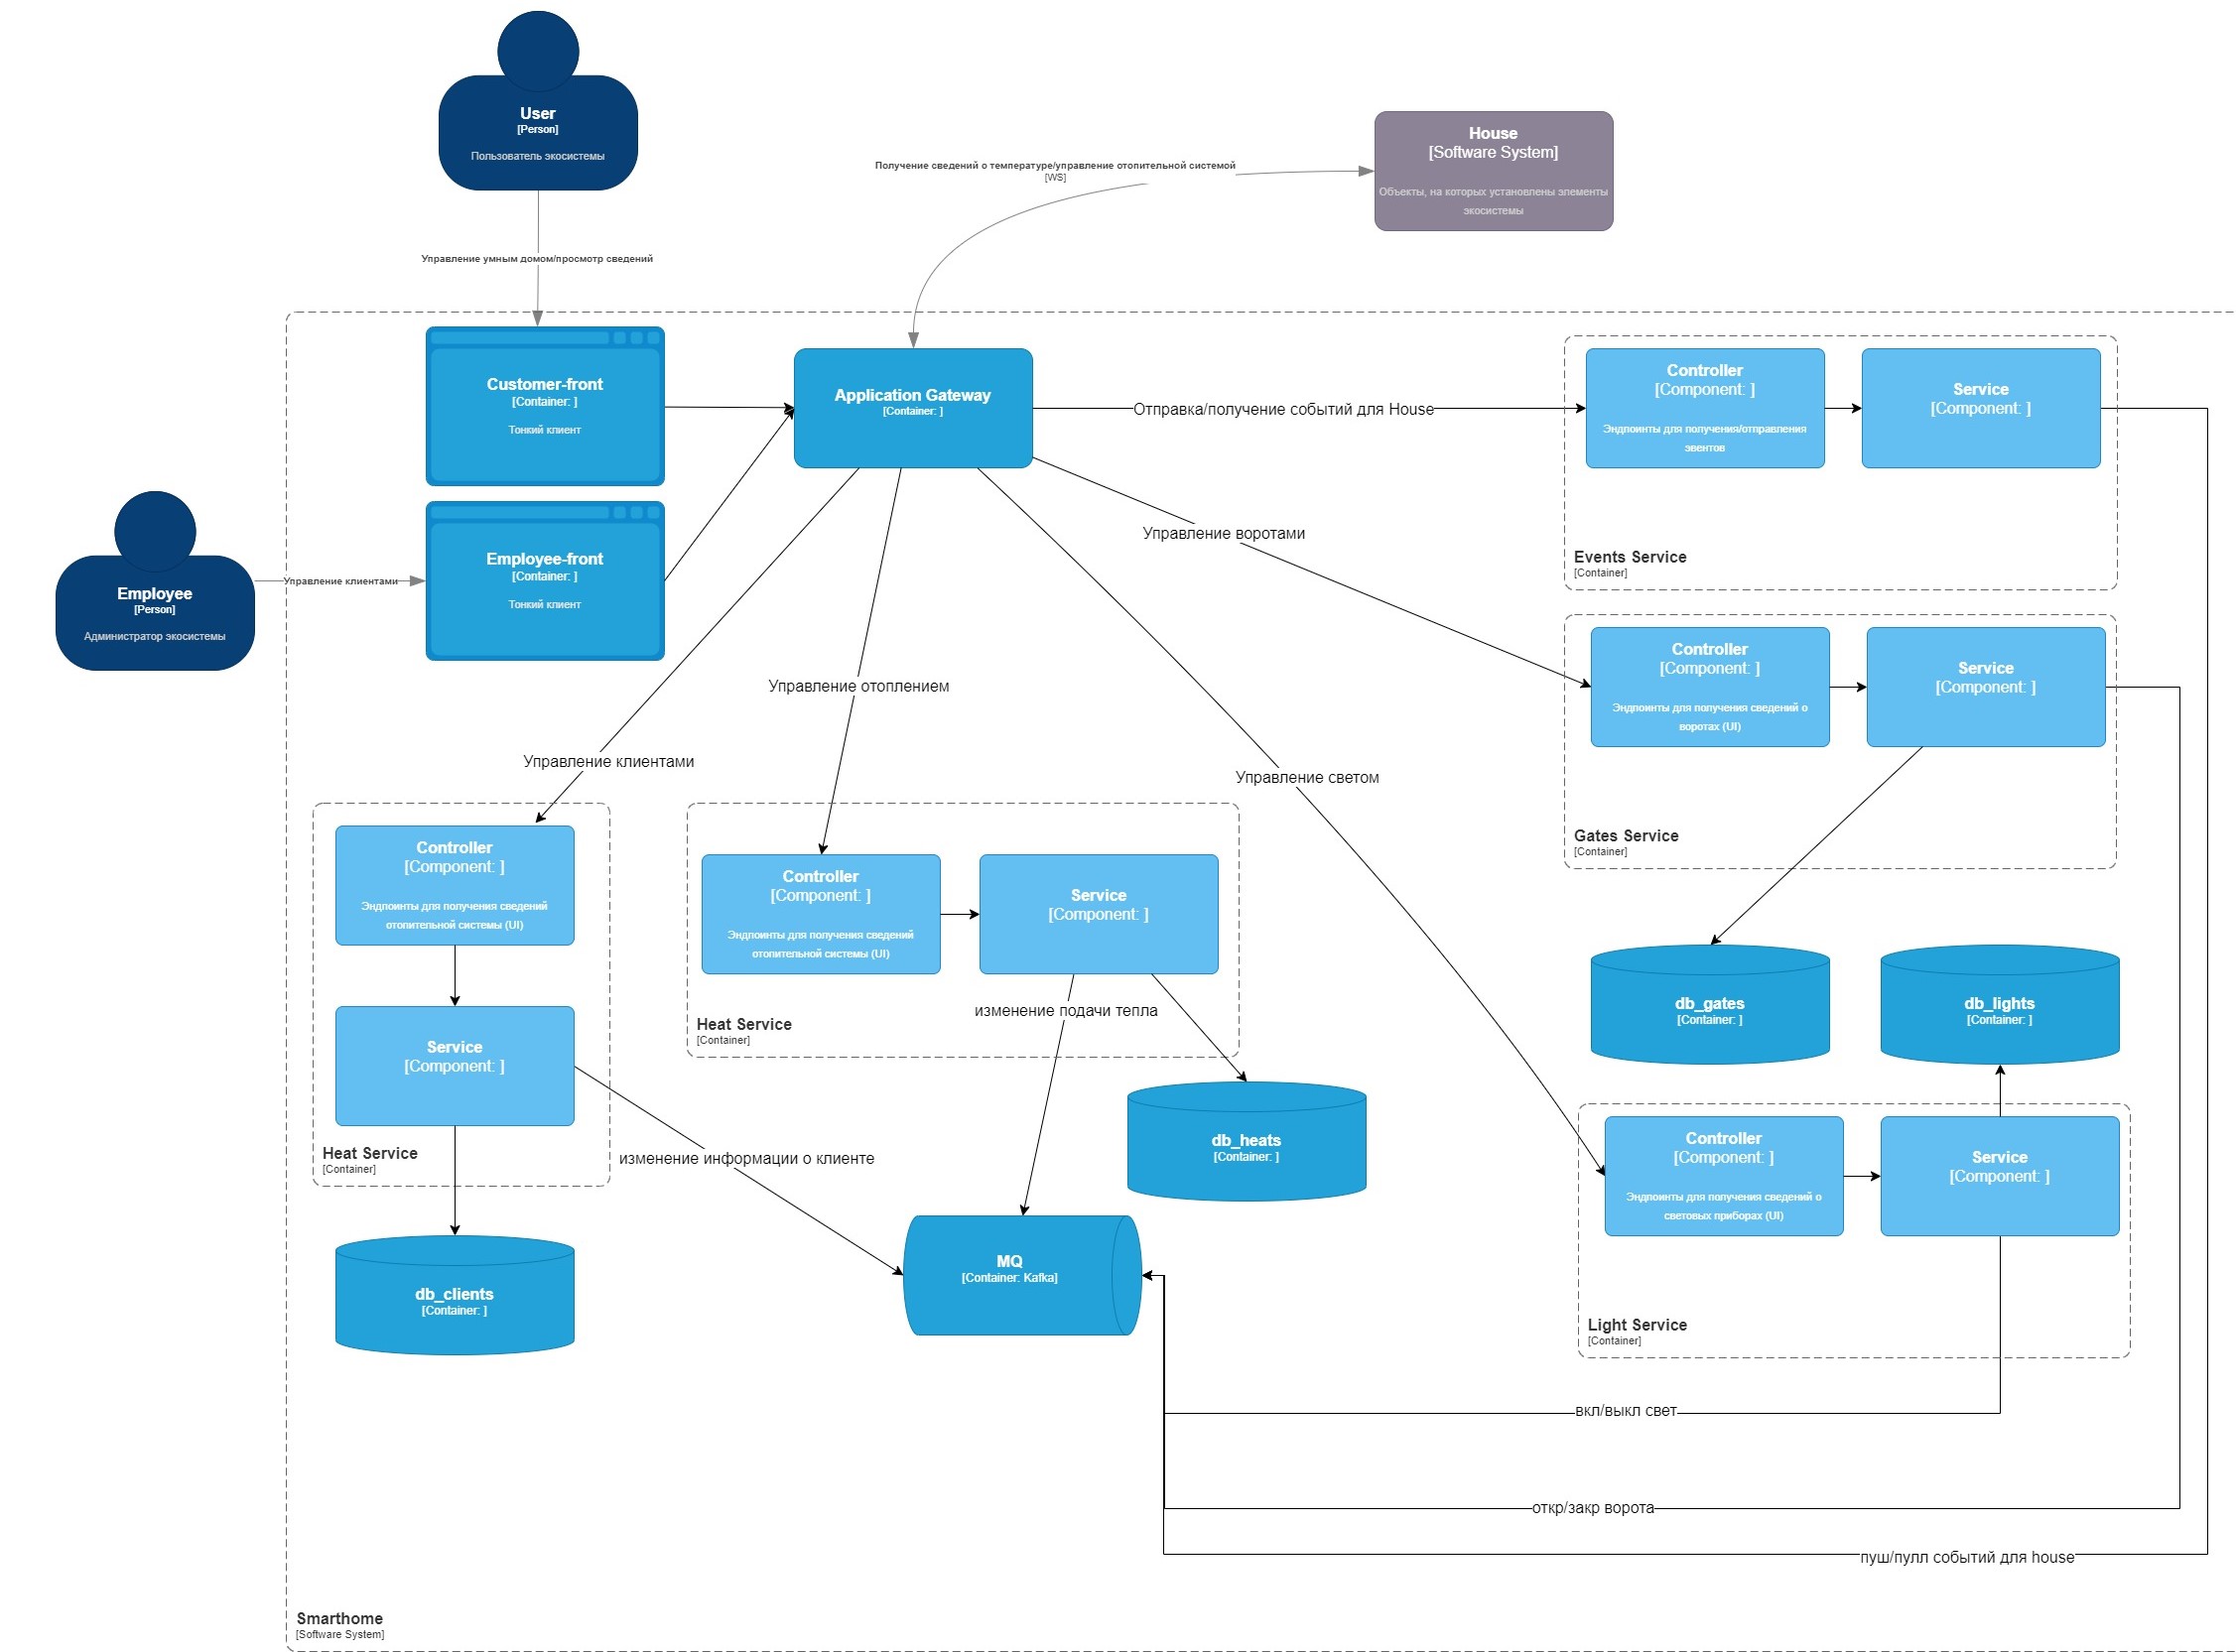 User
[Person]
Пользователь экосистемы
House
[Software System]
Объекты, на которых установлены элементы
экосистемы
Получение сведений о температуре/управление отопительной системой
[WS]
Управление умным домом/просмотр сведений
Customer-front
[Container: ]
Тонкий клиент
Application Gateway
[Container: ]
Отправка/получение событий для House
Controller
[Component: ]
Эндпоинты для получения/отправления
эвентов
Service
[Component: ]
Events Service
[Container]
Employee
[Person]
Администратор экосистемы
Управление клиентами
Employee-front
[Container: ]
Тонкий клиент
Управление воротами
Управление отоплением
Управление клиентами
Управление светом
Controller
[Component: ]
Эндпоинты для получения сведений о
воротах (UI)
Service
[Component: ]
Gates Service
[Container]
Controller
[Component: ]
Эндпоинты для получения сведений
отопительной системы (UI)
Service
[Component: ]
Heat Service
[Container]
Controller
[Component: ]
Эндпоинты для получения сведений
отопительной системы (UI)
Service
[Component: ]
Heat Service
[Container]
изменение подачи тепла
изменение информации о клиенте
db_gates
[Container: ]
db_lights
[Container: ]
db_heats
[Container: ]
Controller
[Component: ]
Эндпоинты для получения сведений о
световых приборах (UI)
Service
[Component: ]
Light Service
[Container]
db_clients
[Container: ]
MQ
[Container: Kafka]
вкл/выкл свет
откр/закр ворота
пуш/пулл событий для house
Smarthome
[Software System]